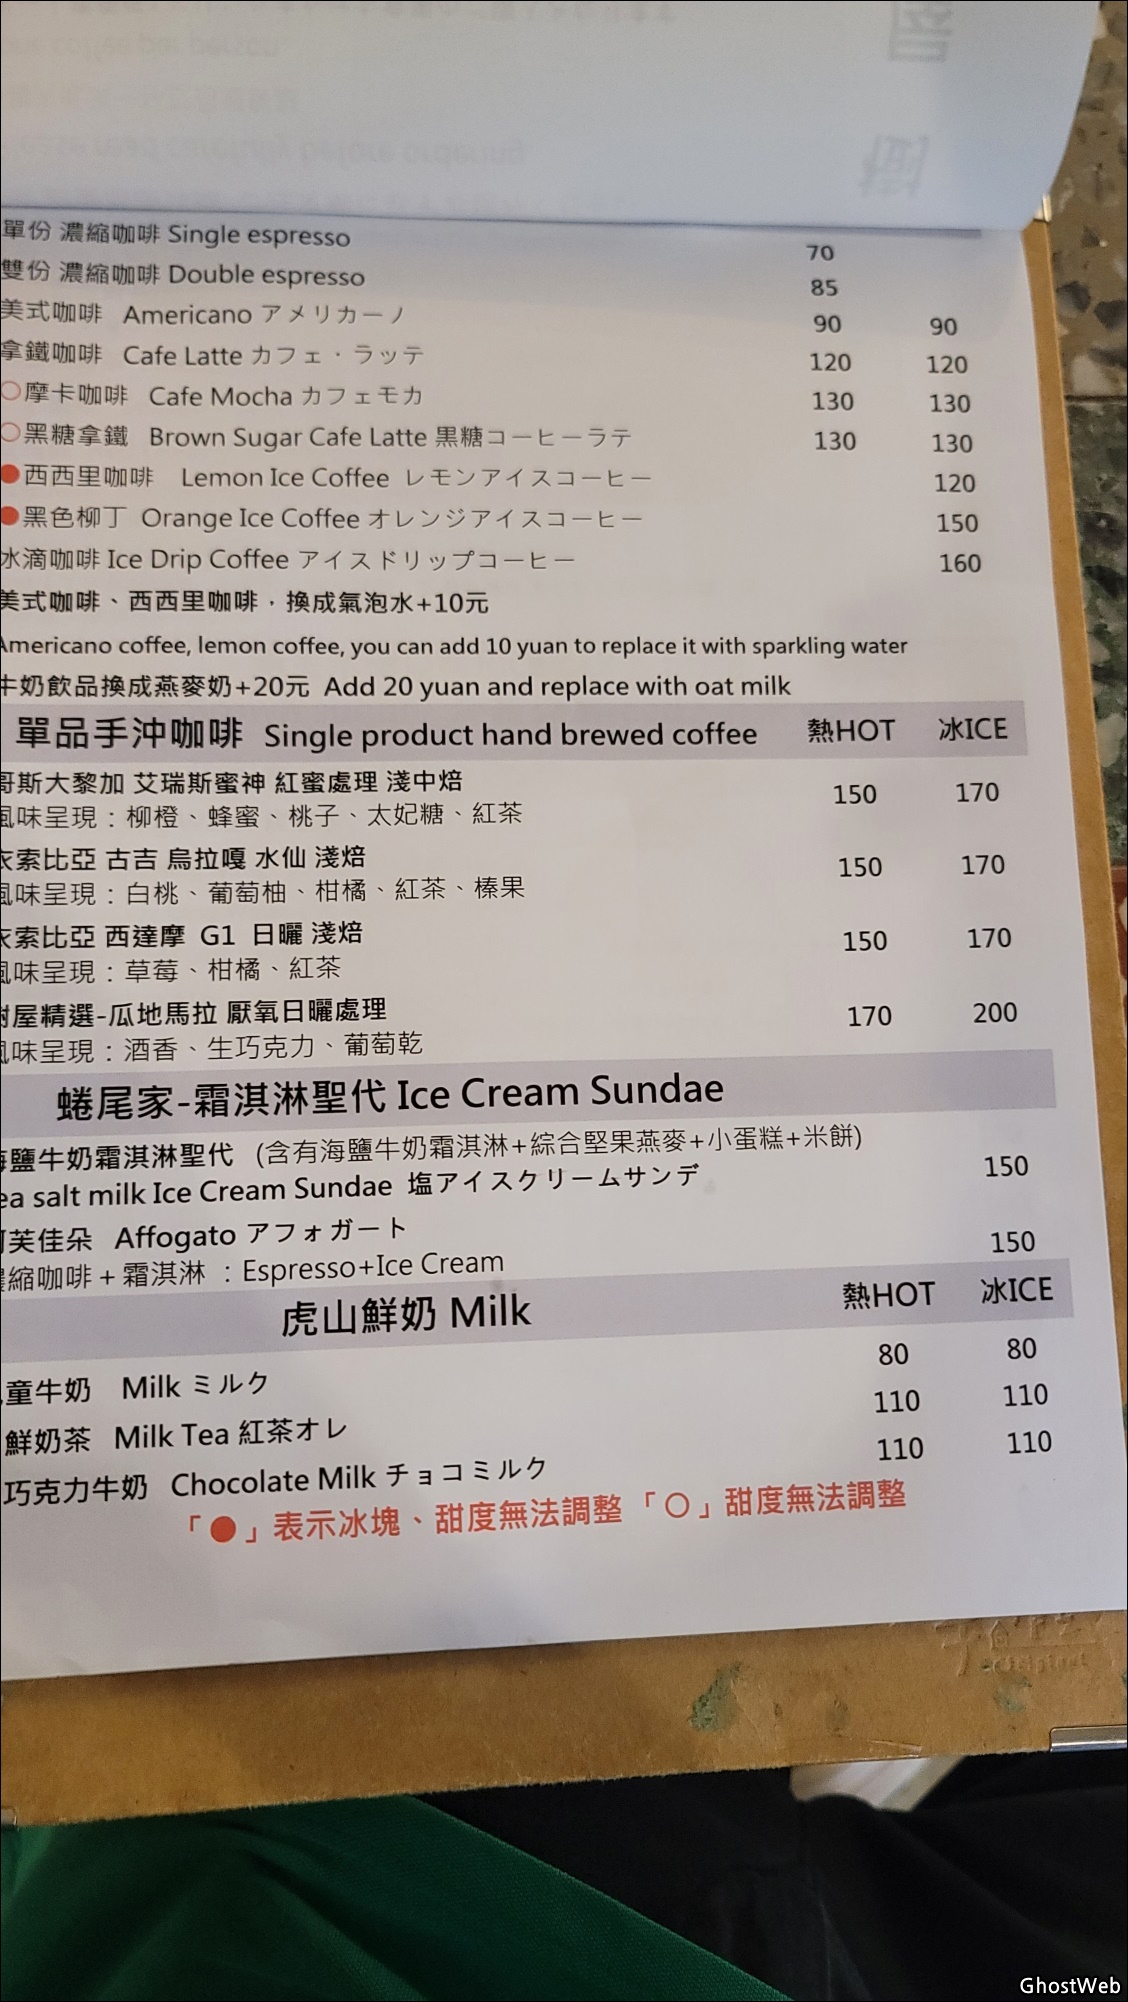 單份 濃縮咖啡 Single espresso 70
雙份 濃縮咖啡 Double espresso 85
美式咖啡 Americano アメリカーノ 90 90
拿鐵咖啡 Cafe Latte カフェ・ラッテ 120 120
○摩卡咖啡 Cafe Mocha カフェモカ 130 130
○黑糖拿鐵 Brown Sugar Cafe Latte 黒糖コーヒーラテ 130 130
●西西里咖啡 Lemon Ice Coffee レモンアイスコーヒー 120
●黑色柳丁 Orange Ice Coffee オレンジアイスコーヒー 150
冰滴咖啡 Ice Drip Coffee アイスドリップコーヒー 160
美式咖啡、西西里咖啡，換成氣泡水+10元
Americano coffee, lemon coffee, you can add 10 yuan to replace it with sparkling water
牛奶飲品換成燕麥奶+20元 Add 20 yuan and replace with oat milk
單品手沖咖啡 Single product hand brewed coffee 熱HOT 冰ICE
哥斯大黎加 艾瑞斯蜜神 紅蜜處理 淺中焙 150 170
風味呈現：柳橙、蜂蜜、桃子、太妃糖、紅茶
衣索比亞 古吉 烏拉嘎 水仙 淺焙 150 170
風味呈現：白桃、葡萄柚、柑橘、紅茶、榛果
衣索比亞 西達摩 G1 日曬 淺焙 150 170
風味呈現：草莓、柑橘、紅茶
樹屋精選-瓜地馬拉 厭氧日曬處理 170 200
風味呈現：酒香、生巧克力、葡萄乾
蜷尾家-霜淇淋聖代 Ice Cream Sundae
海鹽牛奶霜淇淋聖代 (含有海鹽牛奶霜淇淋+綜合堅果燕麥+小蛋糕+米餅) 150
ea salt milk Ice Cream Sundae 塩アイスクリームサンデ
阿芙佳朵 Affogato アフォガート 150
濃縮咖啡＋霜淇淋 ：Espresso+Ice Cream
虎山鮮奶 Milk 熱HOT 冰ICE
童牛奶 Milk ミルク 80 80
鮮奶茶 Milk Tea 紅茶オレ 110 110
巧克力牛奶 Chocolate Milk チョコミルク 110 110
「●」表示冰塊、甜度無法調整「○」甜度無法調整
GhostWeb